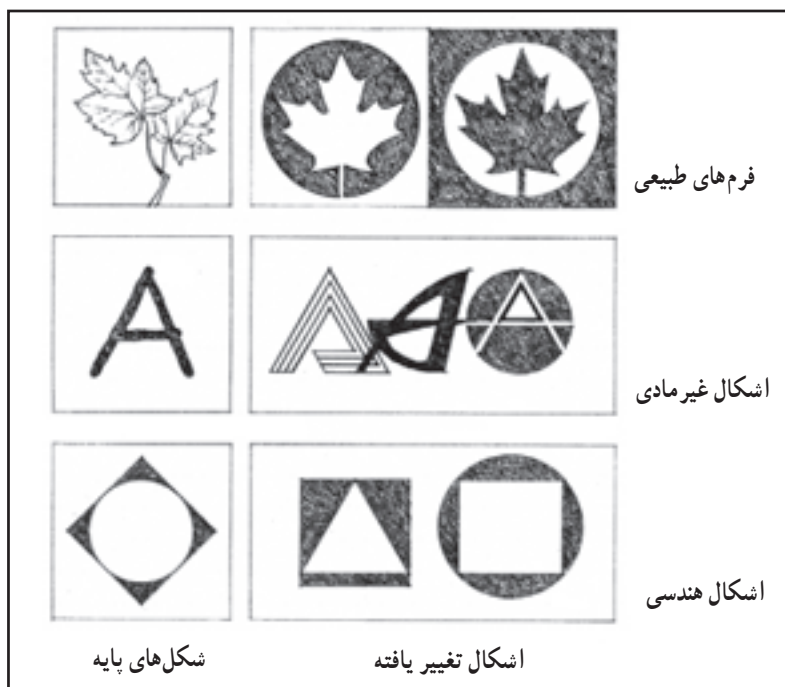 فرم‌های طبیعی
A
اشکال غیرمادی
اشکال هندسی
اشکال تغییر یافته
شکل‌های پایه